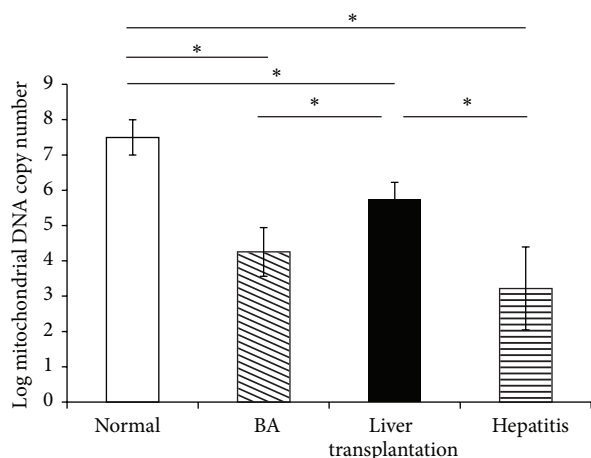 *
*
*
*
*
9
8
7
6
5
4
3
2
1
0
Log mitochondrial DNA copy number
Normal
BA
Liver
transplantation
Hepatitis